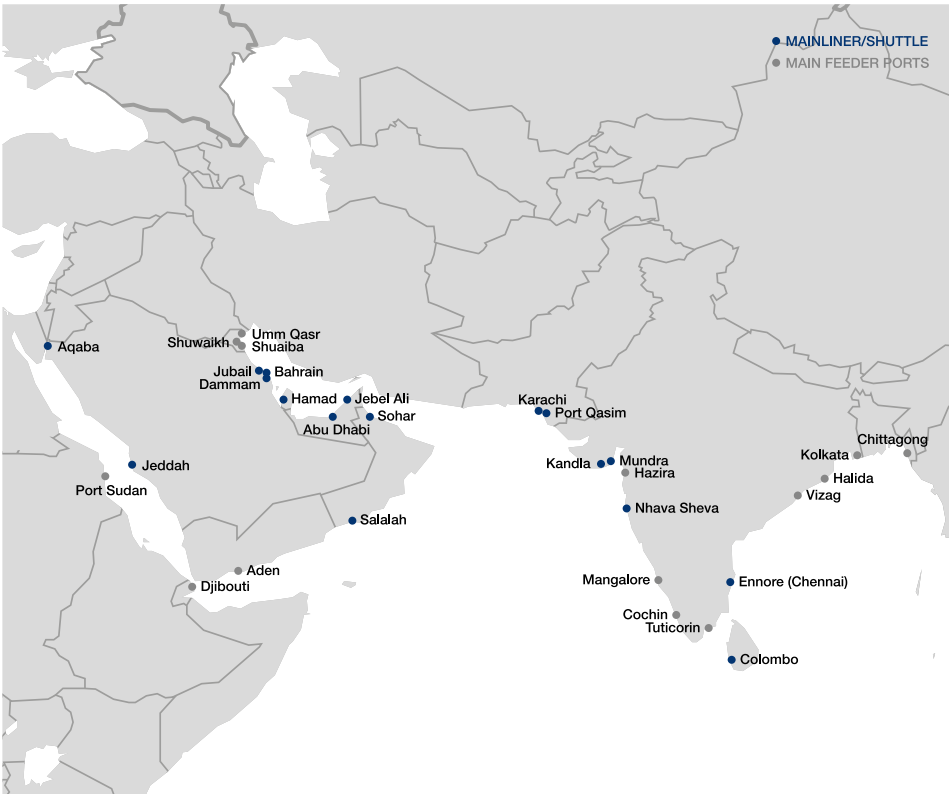 MAINLINER/SHUTTLE
MAIN FEEDER PORTS
Aqaba
Umm Qasr
Shuwaikh
Shuaiba
Jubail
Bahrain
Dammam
Hamad
Jebel Ali
Abu Dhabi
Sohar
Karachi
Port Qasim
Kandla
Mundra
Hazira
Chittagong
Kolkata
Halida
Vizag
Jeddah
Port Sudan
Nhava Sheva
Salalah
Aden
Djibouti
Mangalore
Ennore (Chennai)
Cochin
Tuticorin
Colombo